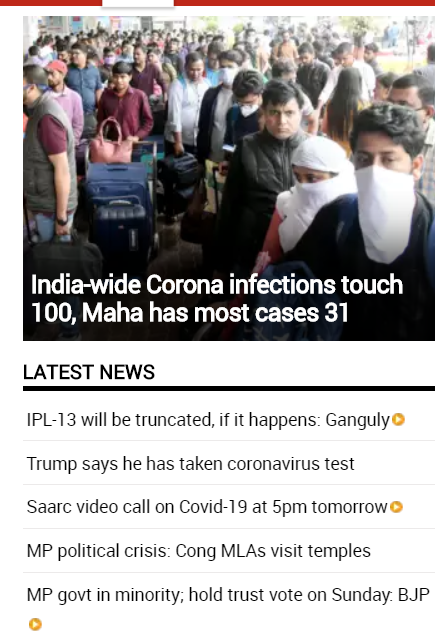 India-wide Corona infections touch
100, Maha has most cases 31
LATEST NEWS
IPL-13 will be truncated, if it happens: Ganguly
Trump says he has taken coronavirus test
Saarc video call on Covid-19 at 5pm tomorrow
MP political crisis: Cong MLAs visit temples
MP govt in minority; hold trust vote on Sunday: BJP